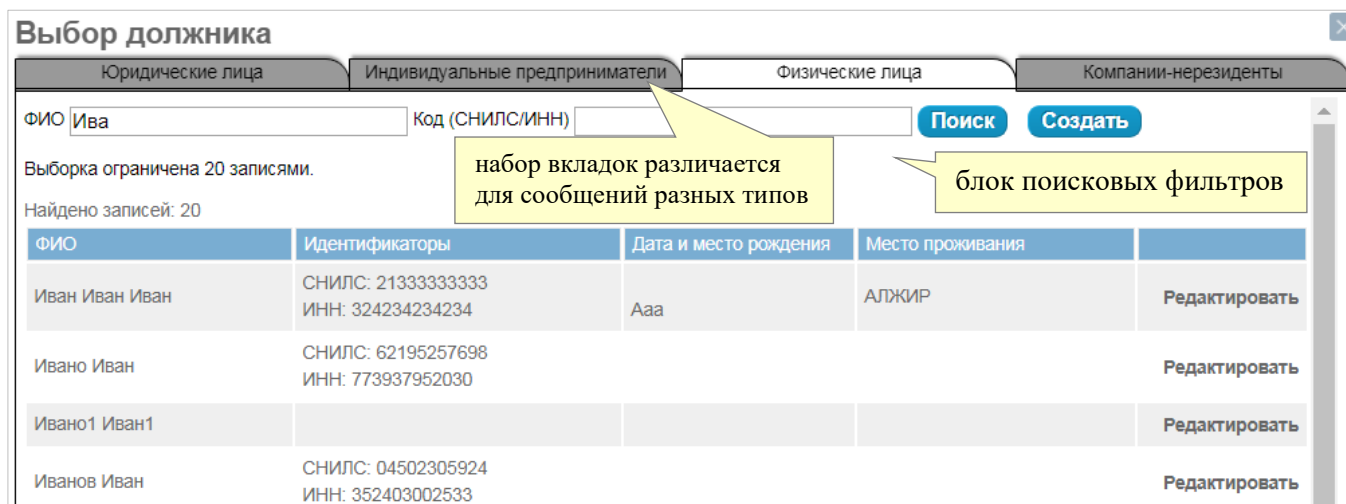 Выбор должника
Юридические лица Индивидуальные предприниматели Физические лица Компании-нерезиденты
ФИО Ива Код (СНИЛС/ИНН) Поиск Создать
набор вкладок различается
для сообщений разных типов
блок поисковых фильтров
Выборка ограничена 20 записями.
Найдено записей: 20
ФИО Идентификаторы Дата и место рождения Место проживания
Иван Иван Иван СНИЛС: 21333333333 АЛЖИР Редактировать
ИНН: 324234234234 Ааа
Ивано Иван СНИЛС: 62195257698 Редактировать
ИНН: 773937952030
Ивано1 Иван1 Редактировать
Иванов Иван СНИЛС: 04502305924 Редактировать
ИНН: 352403002533